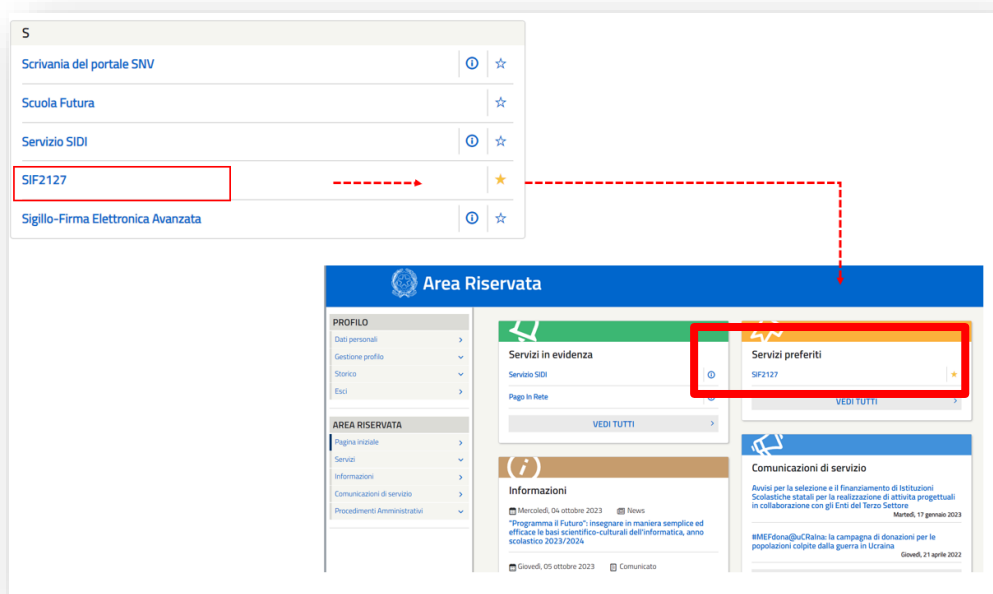 S
Scrivania del portale SNV
Scuola Futura
Servizio SIDI
SIF2127
Sigillo-Firma Elettronica Avanzata
Area Riservata
PROFILO
Dati personali
Gestione profilo
Storico
Esci
AREA RISERVATA
Pagina iniziale
Servizi
Informazioni
Comunicazioni di servizio
Procedimenti Amministrativi
Servizi in evidenza
Servizio SIDI
Pago In Rete
VEDI TUTTI
Informazioni
Mercoledì, 04 ottobre 2023 News
"Programma il Futuro": insegnare in maniera semplice ed
efficace le basi scientifico-culturali dell'informatica, anno
scolastico 2023/2024
Giovedì, 05 ottobre 2023 Comunicato
Servizi preferiti
SIF2127
VEDI TUTTI
Comunicazioni di servizio
Avvisi per la selezione e il finanziamento di Istituzioni
Scolastiche statali per la realizzazione di attivita progettuali
in collaborazione con gli Enti del Terzo Settore
Martedì, 17 gennaio 2023
#MEFdona@uCRaIna: la campagna di donazioni per le
popolazioni colpite dalla guerra in Ucraina
Giovedì, 21 aprile 2022